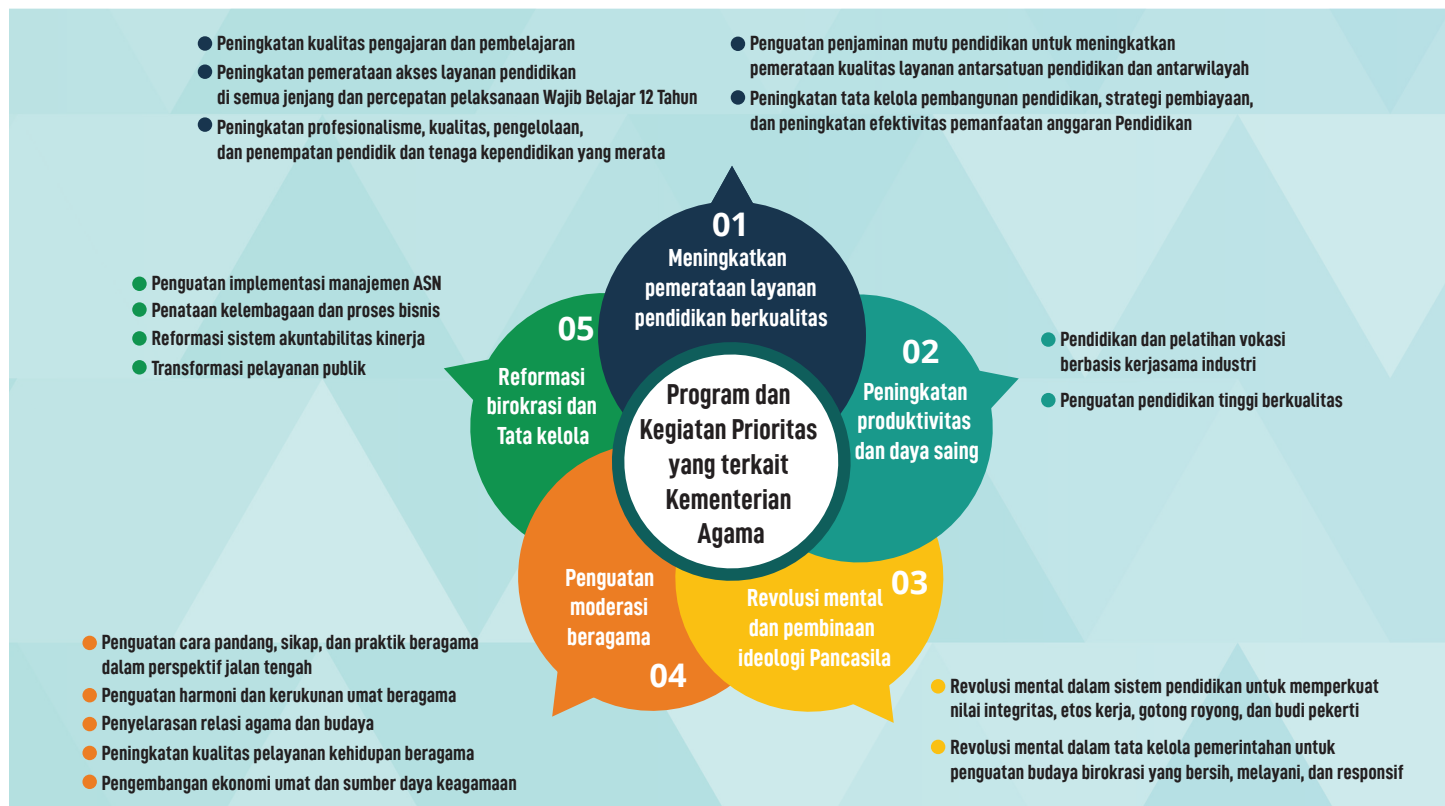 Peningkatan kualitas pengajaran dan pembelajaran
Peningkatan pemerataan akses layanan pendidikan
di semua jenjang dan percepatan pelaksanaan Wajib Belajar 12 Tahun
Peningkatan profesionalisme, kualitas, pengelolaan,
dan penempatan pendidik dan tenaga kependidikan yang merata
Penguatan penjaminan mutu pendidikan untuk meningkatkan
pemerataan kualitas layanan antarsatuan pendidikan dan antarwilayah
Peningkatan tata kelola pembangunan pendidikan, strategi pembiayaan,
dan peningkatan efektivitas pemanfaatan anggaran Pendidikan
01
Meningkatkan
pemerataan layanan
pendidikan berkualitas
02
Peningkatan
produktivitas
dan daya saing
Pendidikan dan pelatihan vokasi
berbasis kerjasama industri
Penguatan pendidikan tinggi berkualitas
03
Revolusi mental
dan pembinaan
ideologi Pancasila
Revolusi mental dalam sistem pendidikan untuk memperkuat
nilai integritas, etos kerja, gotong royong, dan budi pekerti
Revolusi mental dalam tata kelola pemerintahan untuk
penguatan budaya birokrasi yang bersih, melayani, dan responsif
Penguatan
moderasi
beragama
04
Penguatan cara pandang, sikap, dan praktik beragama
dalam perspektif jalan tengah
Penguatan harmoni dan kerukunan umat beragama
Penyelarasan relasi agama dan budaya
Peningkatan kualitas pelayanan kehidupan beragama
Pengembangan ekonomi umat dan sumber daya keagamaan
05
Reformasi
birokrasi dan
Tata kelola
Penguatan implementasi manajemen ASN
Penataan kelembagaan dan proses bisnis
Reformasi sistem akuntabilitas kinerja
Transformasi pelayanan publik
Program dan
Kegiatan Prioritas
yang terkait
Kementerian
Agama